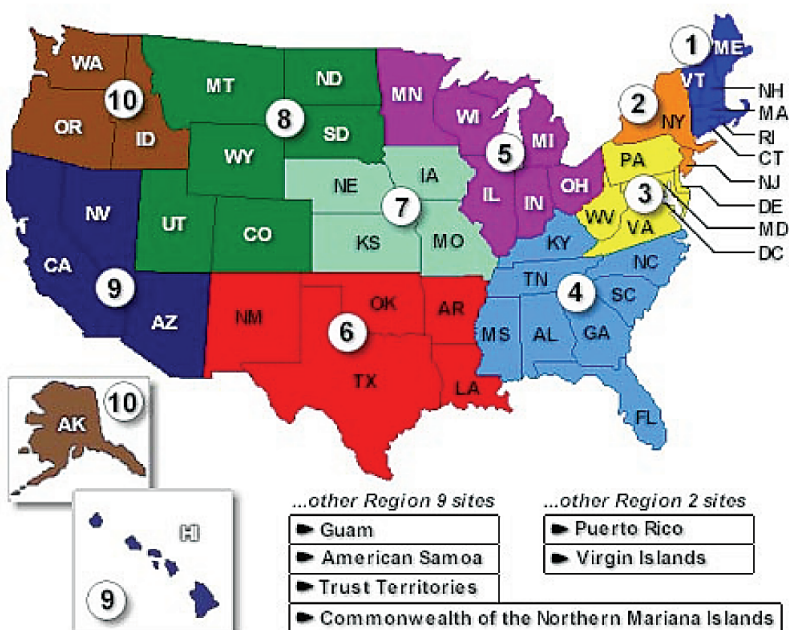 1
ME
WA
MT
ND
MN
VT
10
2
NH
OR
ID
8
SD
WI
MI
NY
MA
RI
WY
5
PA
CT
NE
IA
IL
IN
OH
3
NJ
NV
UT
CO
7
WV
VA
DE
KS
MO
KY
MD
CA
NC
DC
9
TN
4
SC
AZ
NM
OK
AR
6
MS
AL
GA
TX
LA
FL
10
AK
...other Region 9 sites
Guam
American Samoa
Trust Territories
Commonwealth of the Northern Mariana Islands
...other Region 2 sites
Puerto Rico
Virgin Islands
HI
9